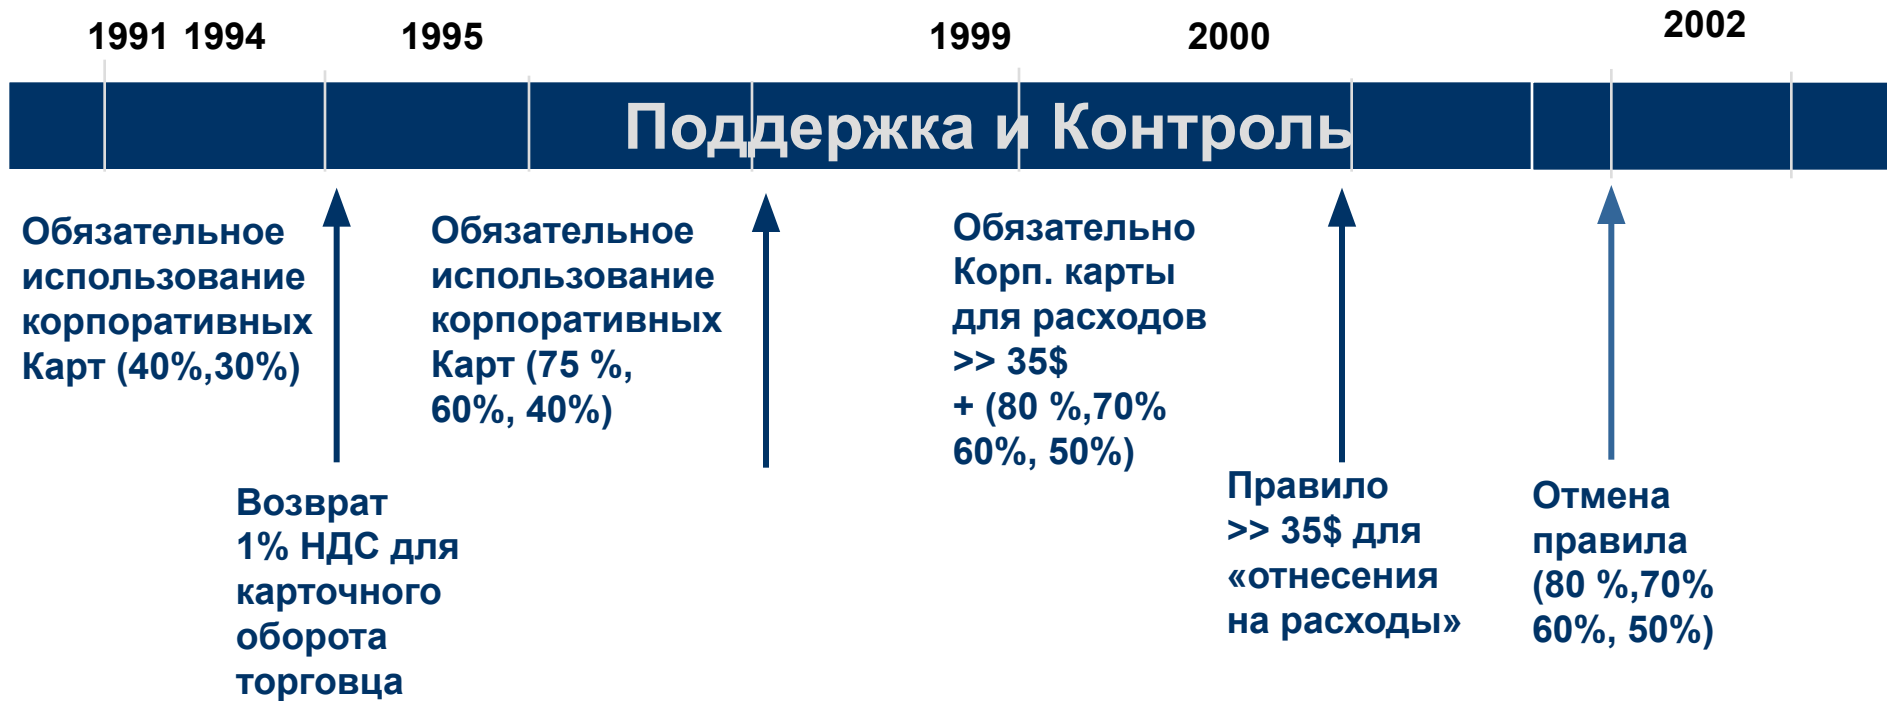 1991 1994 1995 1999 2000 2002
Поддержка и Контроль
Обязательное
использование
корпоративных
Карт (40%,30%)
Обязательное
использование
корпоративных
Карт (75 %,
60%, 40%)
Обязательно
Корп. карты
для расходов
>> 35$
+ (80 %,70%
60%, 50%)
Возврат
1% НДС для
карточного
оборота
торговца
Правило
>> 35$ для
«отнесения
на расходы»
Отмена
правила
(80 %,70%
60%, 50%)